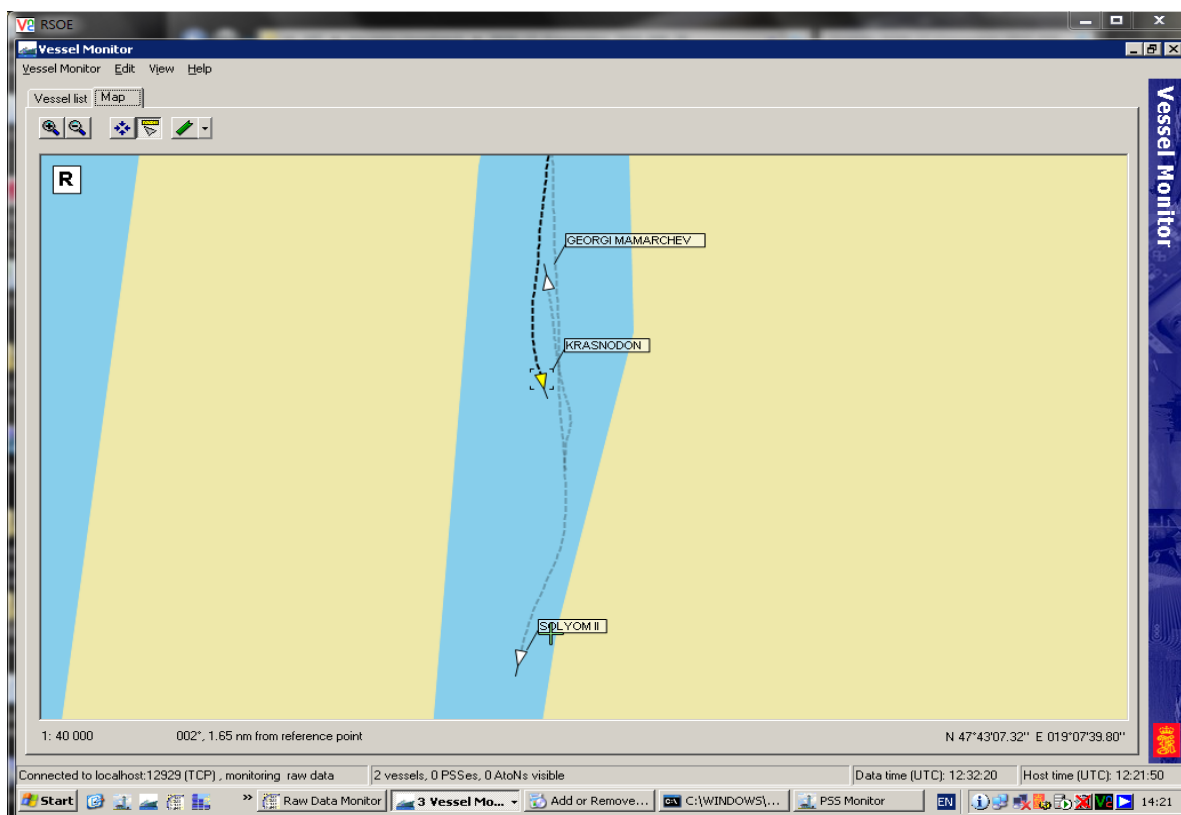 V2 RSOE
Vessel Monitor
Vessel Monitor Edit View Help
Vessel list Map
R
GEORGI MAMARCHEV
KRASNODON
SOLYOM II
1: 40 000 002°, 1.65 nm from reference point N 47°43'07.32'' E 019°07'39.80''
Vessel Monitor
Connected to localhost:12929 (TCP) , monitoring raw data 2 vessels, 0 PSSes, 0 AtoNs visible Data time (UTC): 12:32:20 Host time (UTC): 12:21:50
Start » Raw Data Monitor 3 Vessel Mo... Add or Remove... C:\WINDOWS\... PSS Monitor EN V2 14:21